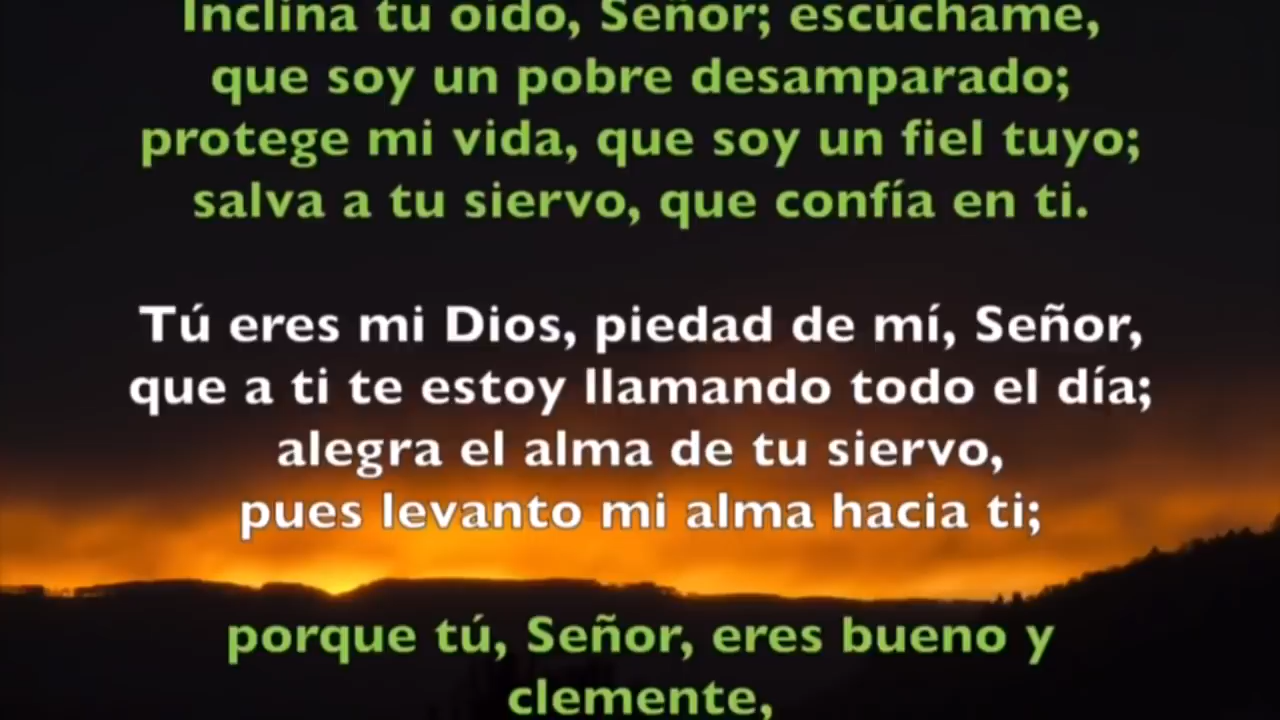 Inclina tu oído, Señor; escúchame,
que soy un pobre desamparado;
protege mi vida, que soy un fiel tuyo;
salva a tu siervo, que confía en ti.
Tú eres mi Dios, piedad de mí, Señor,
que a ti te estoy llamando todo el día;
alegra el alma de tu siervo,
pues levanto mi alma hacia ti;
porque tú, Señor, eres bueno y
clemente,